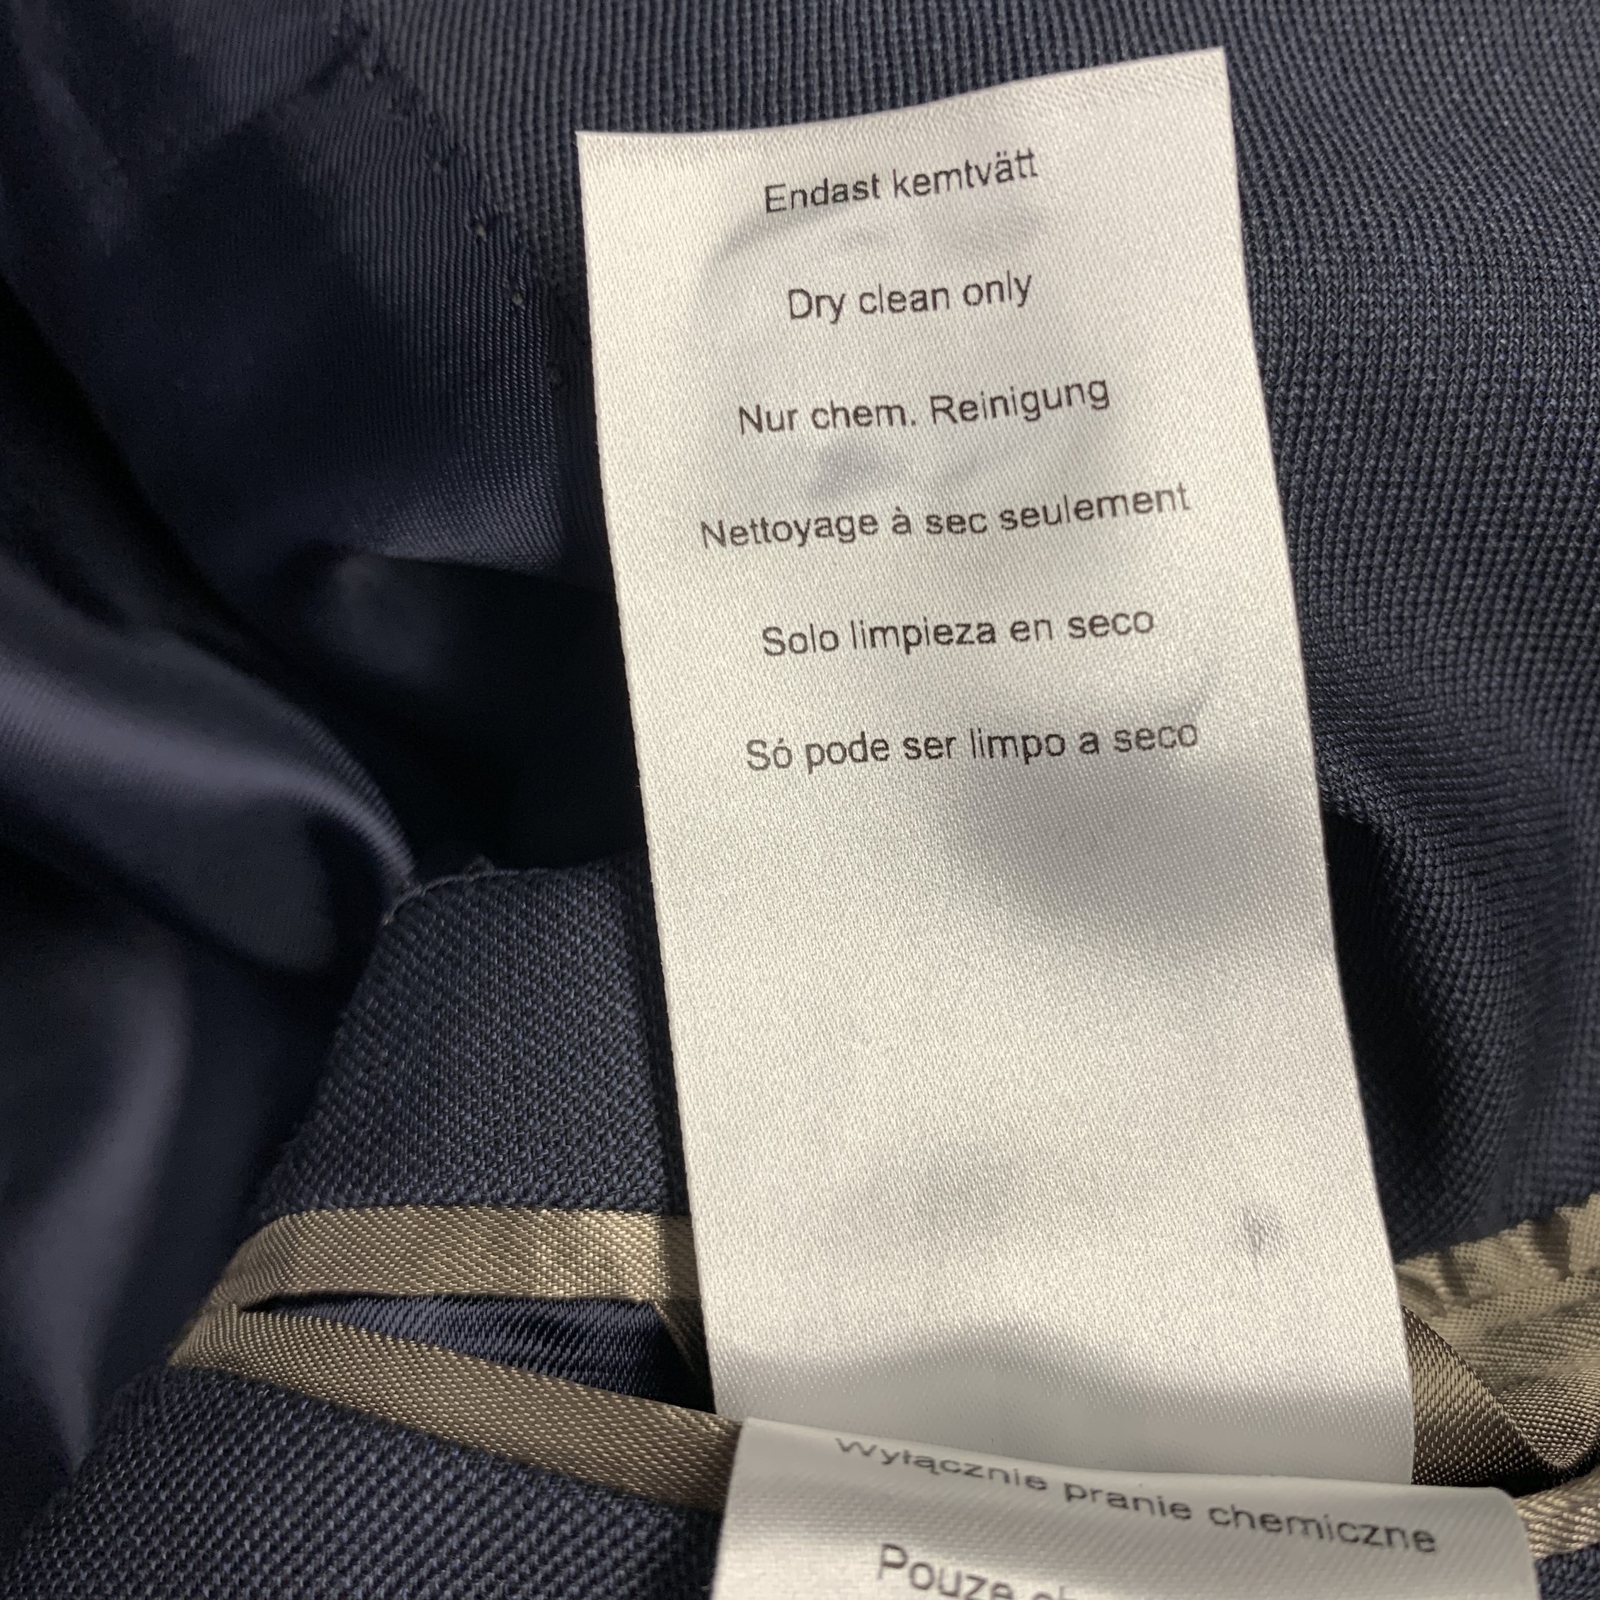 Endast kemtvätt
Dry clean only
Nur chem. Reinigung
Nettoyage à sec seulement
Solo limpieza en seco
Só pode ser limpo a seco
Wyłącznie pranie chemiczne
Pouze